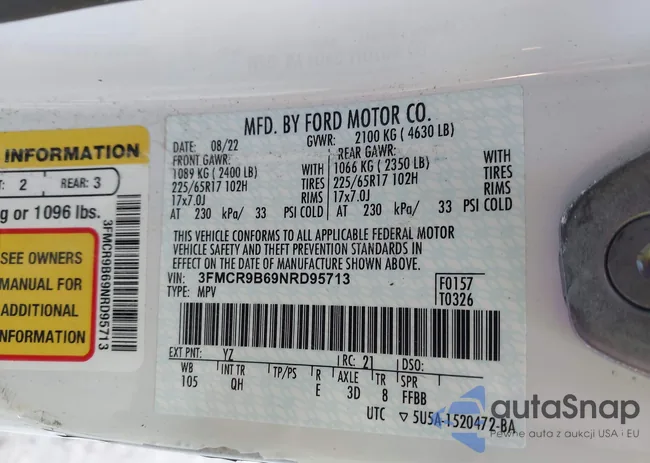 INFORMATION
: 2 REAR: 3
g or 1096 lbs.
SEE OWNERS
MANUAL FOR
ADDITIONAL
INFORMATION
3FMCR9B69NRD95713
MFD. BY FORD MOTOR CO.
DATE: 08/22 GVWR: 2100 KG ( 4630 LB)
FRONT GAWR: REAR GAWR:
1089 KG ( 2400 LB) WITH 1066 KG ( 2350 LB) WITH
225/65R17 102H TIRES 225/65R17 102H TIRES
17x7.0J RIMS 17x7.0J RIMS
AT 230 kPa/ 33 PSI COLD AT 230 kPa/ 33 PSI COLD
THIS VEHICLE CONFORMS TO ALL APPLICABLE FEDERAL MOTOR
VEHICLE SAFETY AND THEFT PREVENTION STANDARDS IN
EFFECT ON THE DATE OF MANUFACTURE SHOWN ABOVE.
VIN: 3FMCR9B69NRD95713 F0157
TYPE: MPV T0326
EXT PNT: YZ RC: 21 DSO:
WB INT TR TP/PS R AXLE TR SPR
105 QH E 3D 8 FFBB
UTC ▽ 5U5A-1520472-BA
autaSnap
Pewne auto z USA i EU